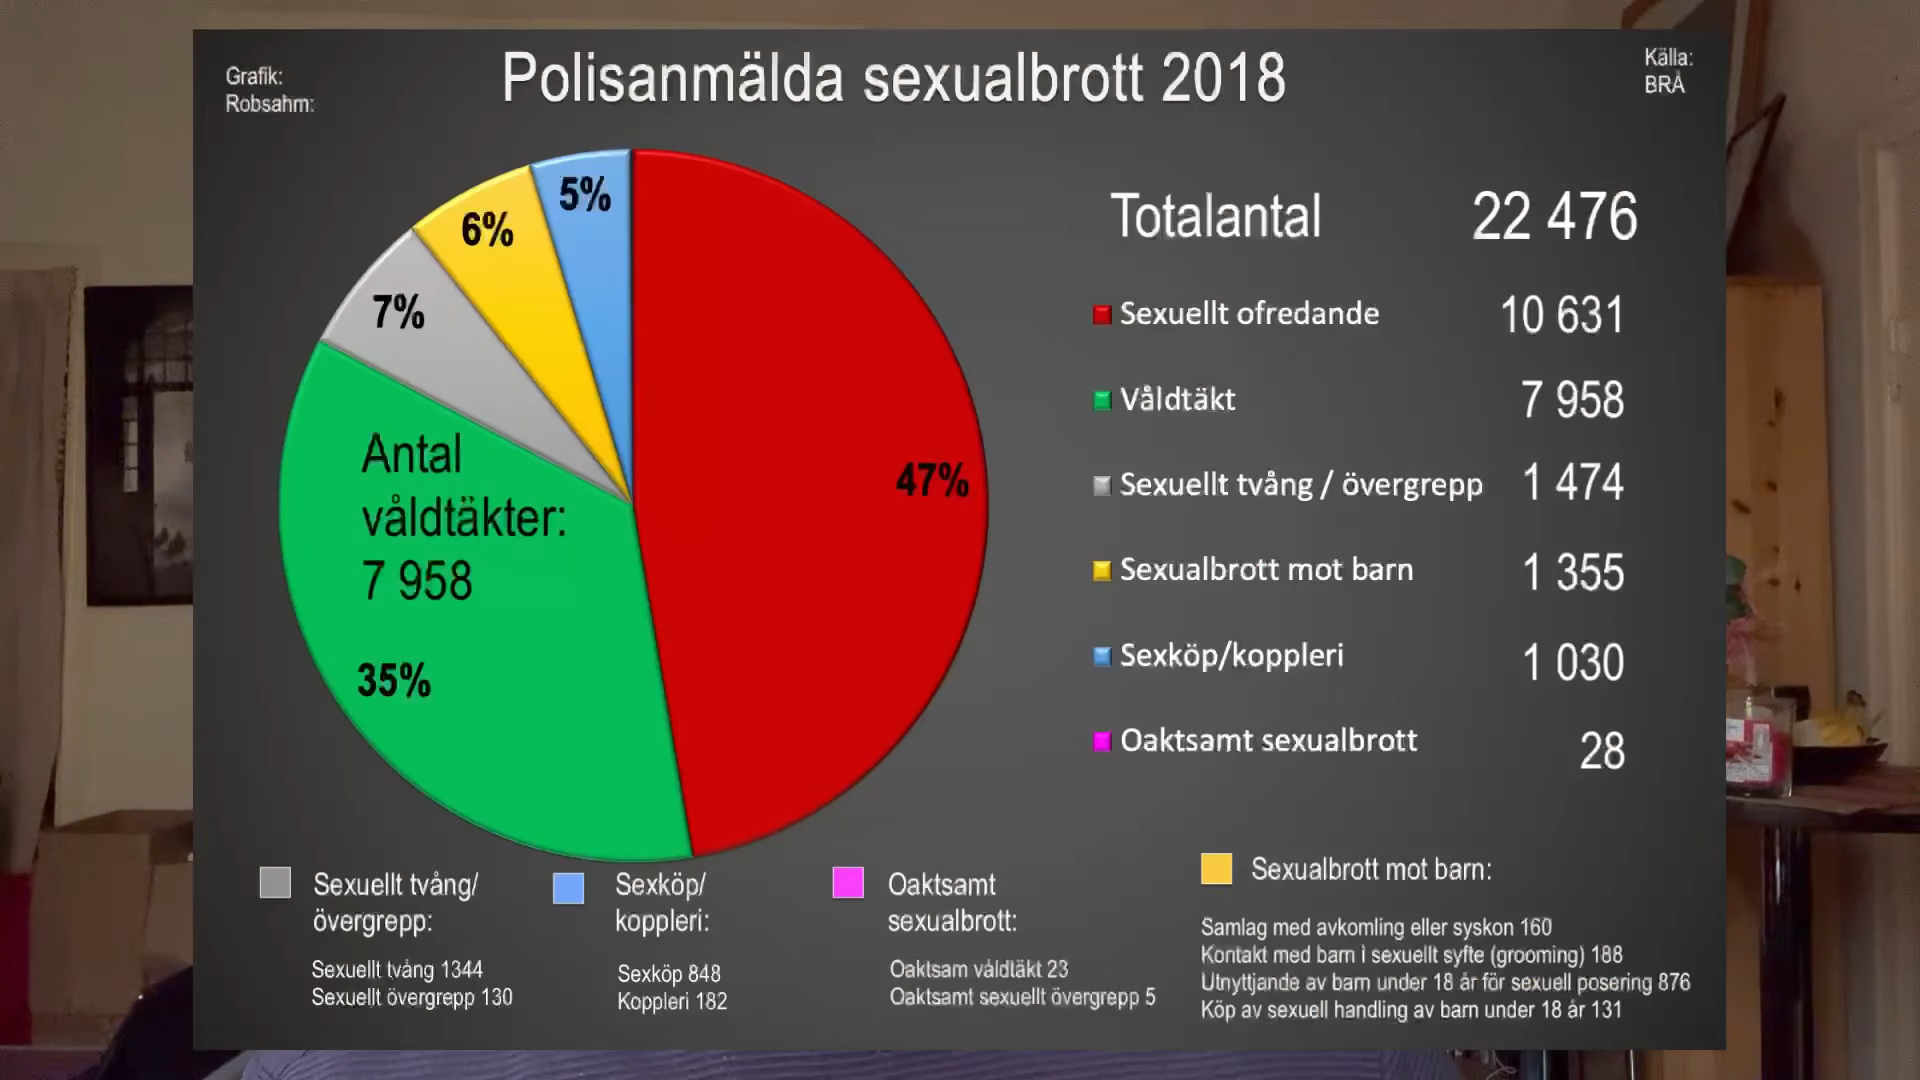 Grafik:
Robsahm:
Polisanmälda sexualbrott 2018
Källa:
BRÅ
5%
6%
7%
47%
Antal
våldtäkter:
7 958
35%
Totalantal 22 476
Sexuellt ofredande 10 631
Våldtäkt 7 958
Sexuellt tvång / övergrepp 1 474
Sexualbrott mot barn 1 355
Sexköp/koppleri 1 030
Oaktsamt sexualbrott 28
Sexuellt tvång/
övergrepp:
Sexuellt tvång 1344
Sexuellt övergrepp 130
Sexköp/
koppleri:
Sexköp 848
Koppleri 182
Oaktsamt
sexualbrott:
Oaktsam våldtäkt 23
Oaktsamt sexuellt övergrepp 5
Sexualbrott mot barn:
Samlag med avkomling eller syskon 160
Kontakt med barn i sexuellt syfte (grooming) 188
Utnyttjande av barn under 18 år för sexuell posering 876
Köp av sexuell handling av barn under 18 år 131